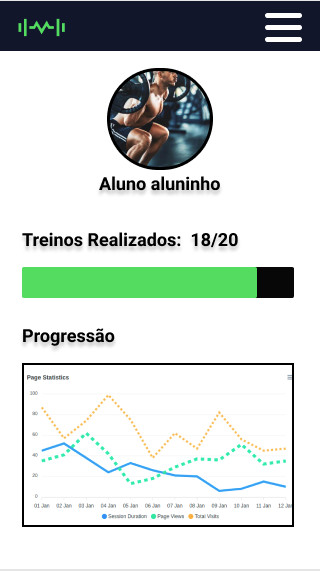 Aluno aluninho
Treinos Realizados: 18/20
Progressão
Page Statistics
100
80
60
40
20
0
01 Jan 02 Jan 03 Jan 04 Jan 05 Jan 06 Jan 07 Jan 08 Jan 09 Jan 10 Jan 11 Jan 12 Jan
Session Duration Page Views Total Visits